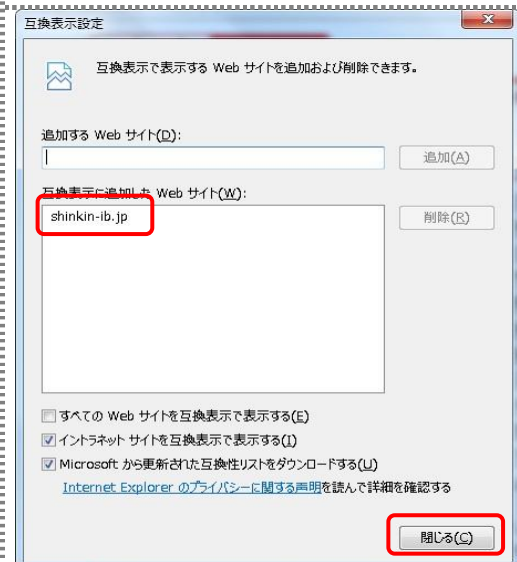 互換表示設定
互換表示で表示する Web サイトを追加および削除できます。
追加する Web サイト(D):
追加(A)
互換表示に追加した Web サイト(W):
shinkin-ib.jp
削除(R)
すべての Web サイトを互換表示で表示する(E)
イントラネット サイトを互換表示で表示する(I)
Microsoft から更新された互換性リストをダウンロードする(U)
Internet Explorer のプライバシーに関する声明を読んで詳細を確認する
閉じる(C)